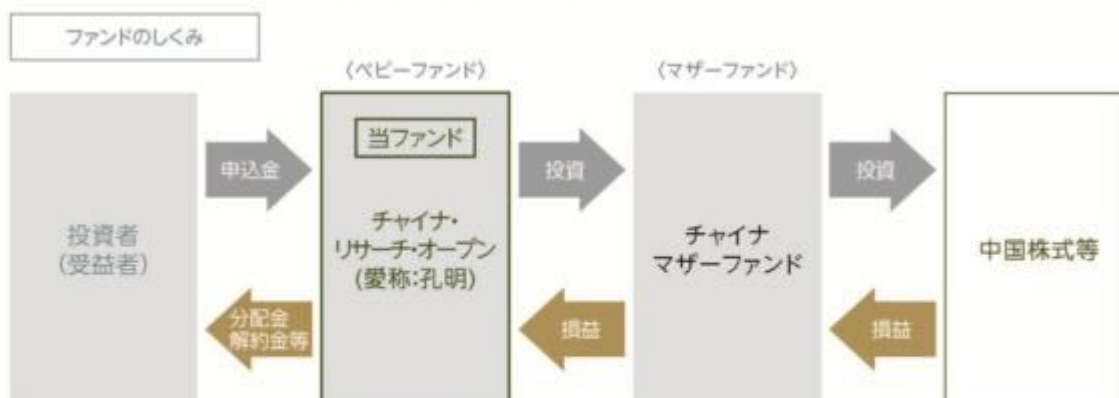 ファンドのしくみ
〈ベビーファンド〉
〈マザーファンド〉
投資者
(受益者)
申込金
分配金
解約金等
当ファンド
チャイナ・
リサーチ・オープン
(愛称:孔明)
投資
損益
チャイナ
マザーファンド
投資
損益
中国株式等